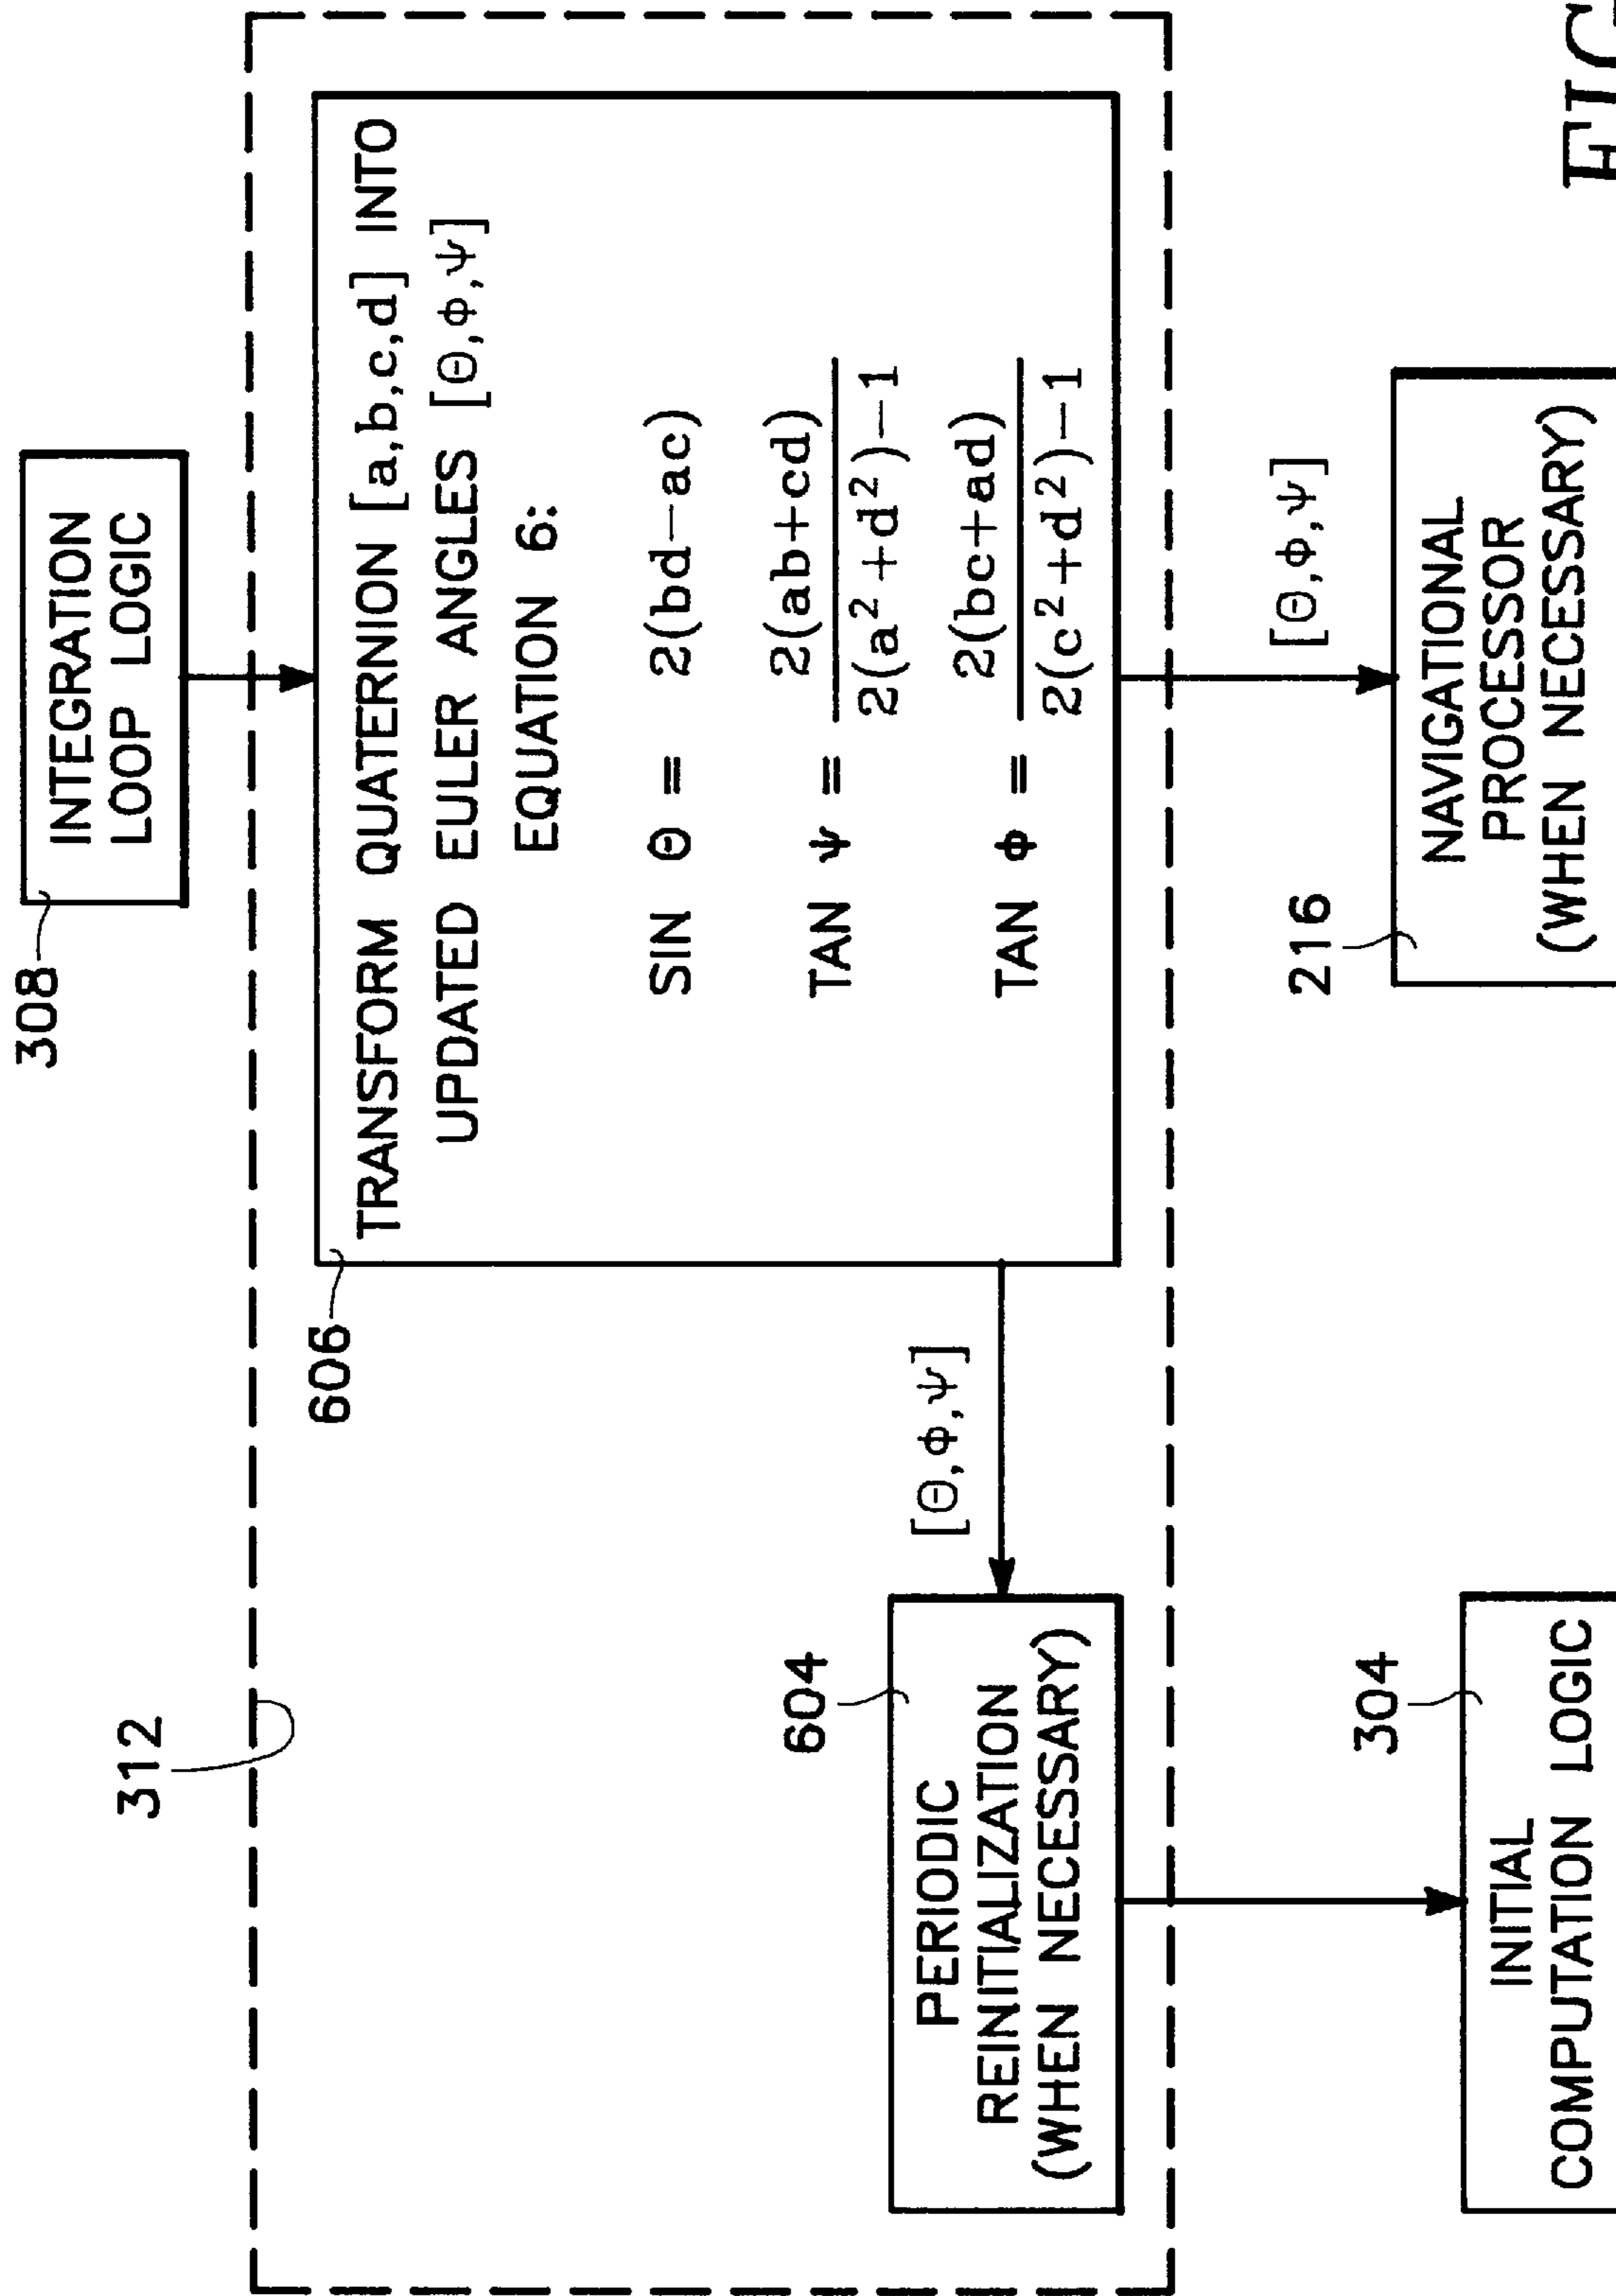 308
INTEGRATION
LOOP LOGIC
312
606
TRANSFORM QUATERNION [a,b,c,d] INTO
UPDATED EULER ANGLES [Θ,Φ,Ψ]
EQUATION 6:
SIN Θ = 2(bd-ac)
TAN Ψ = 2(ab+cd)
2(a²+d²)-1
TAN Φ = 2(bc+ad)
2(c²+d²)-1
[Θ,Φ,Ψ]
604
PERIODIC
REINITIALIZATION
(WHEN NECESSARY)
[Θ,Φ,Ψ]
216
NAVIGATIONAL
PROCESSOR
(WHEN NECESSARY)
304
INITIAL
COMPUTATION LOGIC